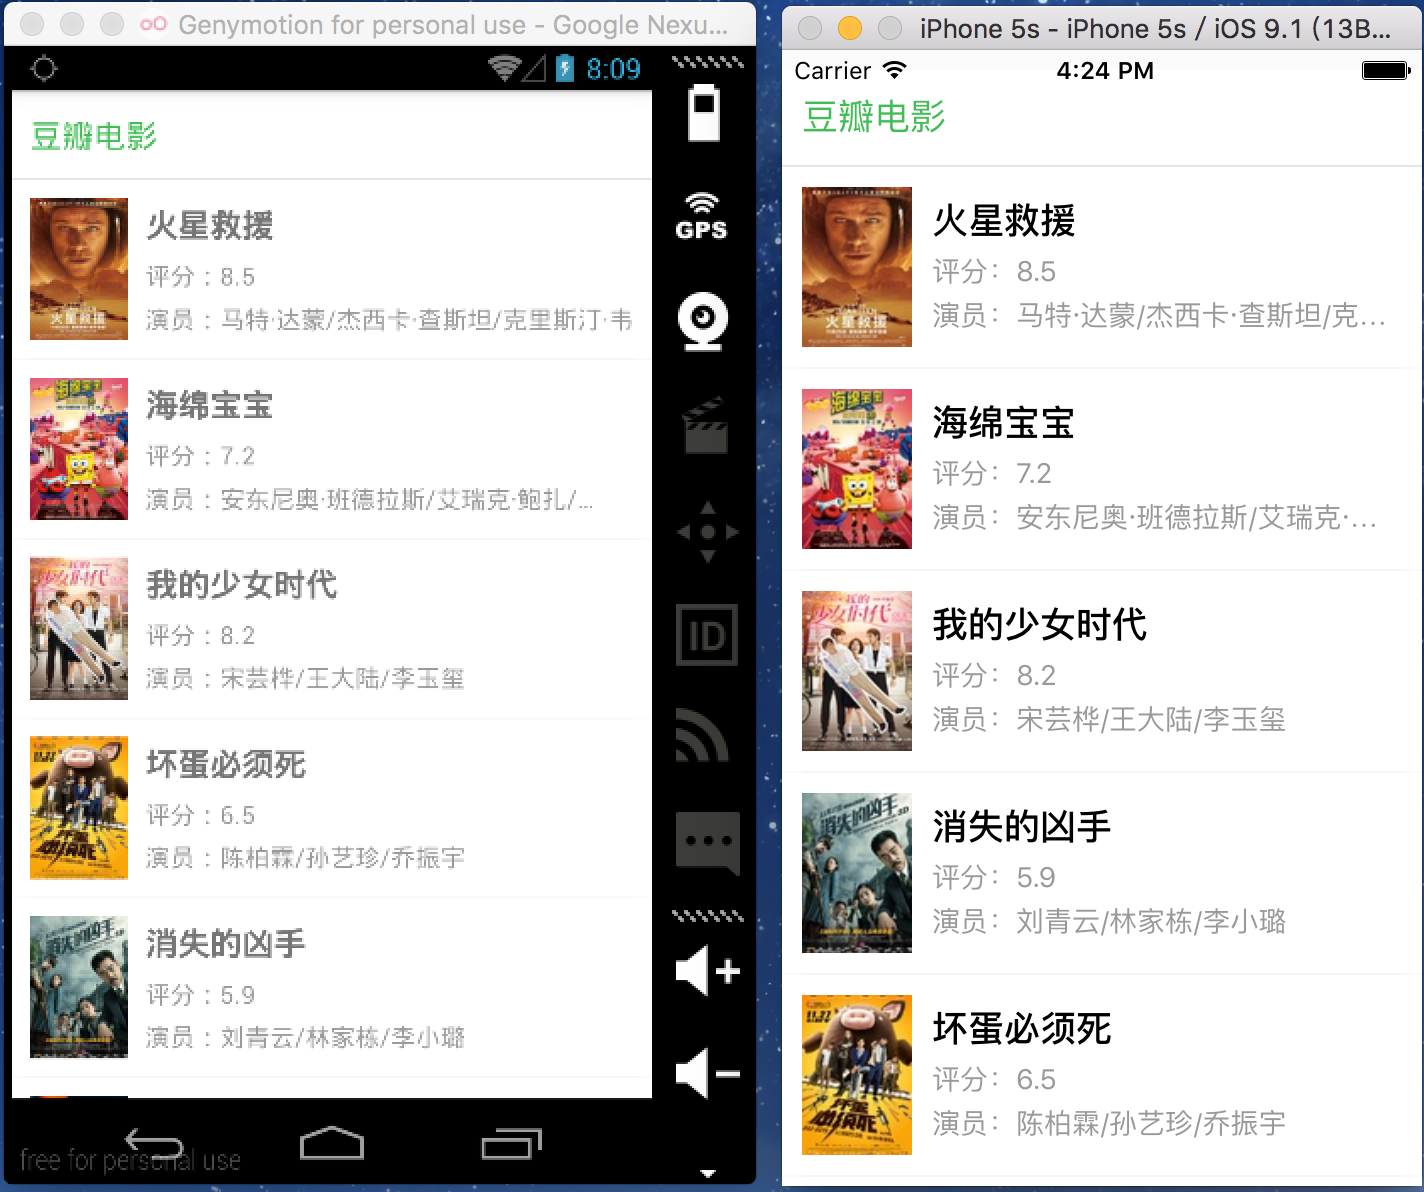 Genymotion for personal use - Google Nexu...
8:09
豆瓣电影
火星救援
评分：8.5
演员：马特·达蒙/杰西卡·查斯坦/克里斯汀·韦
海绵宝宝
评分：7.2
演员：安东尼奥·班德拉斯/艾瑞克·鲍扎/...
我的少女时代
评分：8.2
演员：宋芸桦/王大陆/李玉玺
坏蛋必须死
评分：6.5
演员：陈柏霖/孙艺珍/乔振宇
消失的凶手
评分：5.9
演员：刘青云/林家栋/李小璐
free for personal use
GPS
ID
iPhone 5s - iPhone 5s / iOS 9.1 (13B...
Carrier
4:24 PM
豆瓣电影
火星救援
评分：8.5
演员：马特·达蒙/杰西卡·查斯坦/克...
海绵宝宝
评分：7.2
演员：安东尼奥·班德拉斯/艾瑞克·...
我的少女时代
评分：8.2
演员：宋芸桦/王大陆/李玉玺
消失的凶手
评分：5.9
演员：刘青云/林家栋/李小璐
坏蛋必须死
评分：6.5
演员：陈柏霖/孙艺珍/乔振宇